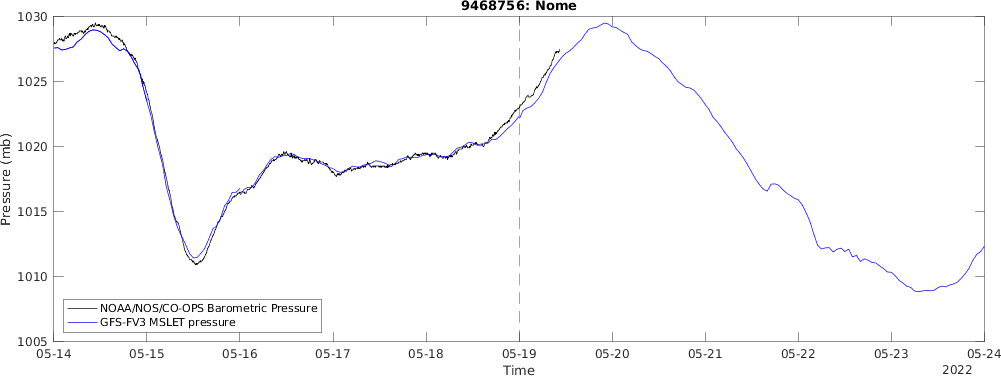 9468756: Nome
1030
1025
1020
1015
1010
1005
Pressure (mb)
NOAA/NOS/CO-OPS Barometric Pressure
GFS-FV3 MSLET pressure
05-14 05-15 05-16 05-17 05-18 05-19 05-20 05-21 05-22 05-23 05-24
Time
2022